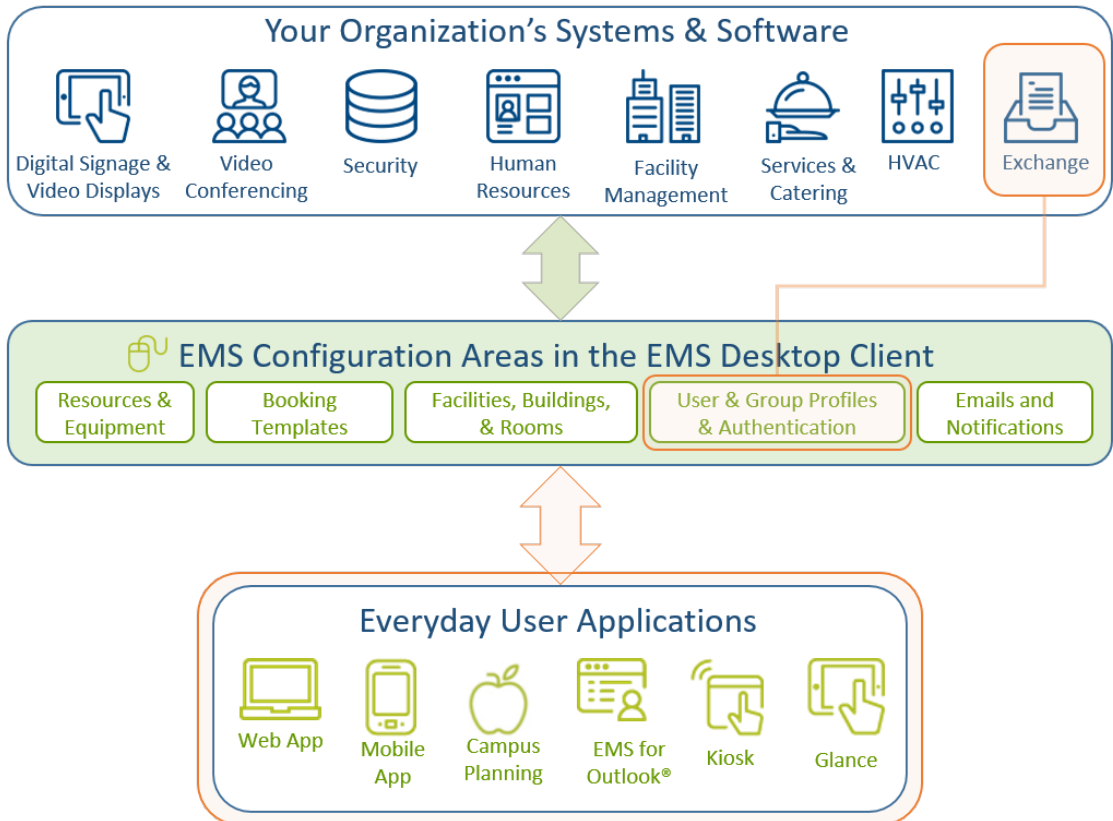 Your Organization’s Systems & Software
Digital Signage &
Video Displays
Video
Conferencing
Security
Human
Resources
Facility
Management
Services &
Catering
HVAC
Exchange
EMS Configuration Areas in the EMS Desktop Client
Resources &
Equipment
Booking
Templates
Facilities, Buildings,
& Rooms
User & Group Profiles
& Authentication
Emails and
Notifications
Everyday User Applications
Web App
Mobile
App
Campus
Planning
EMS for
Outlook®
Kiosk
Glance